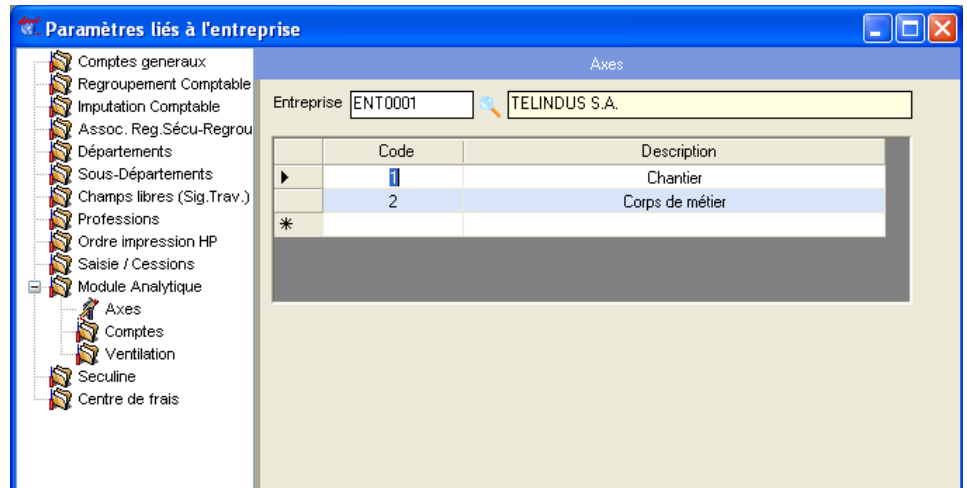 Paramètres liés à l'entreprise
Comptes generaux
Regroupement Comptable
Imputation Comptable
Assoc. Reg.Sécu-Regrou
Départements
Sous-Départements
Champs libres (Sig.Trav.)
Professions
Ordre impression HP
Saisie / Cessions
Module Analytique
Axes
Comptes
Ventilation
Seculine
Centre de frais
Axes
Entreprise ENT0001 TELINDUS S.A.
Code Description
1 Chantier
2 Corps de métier